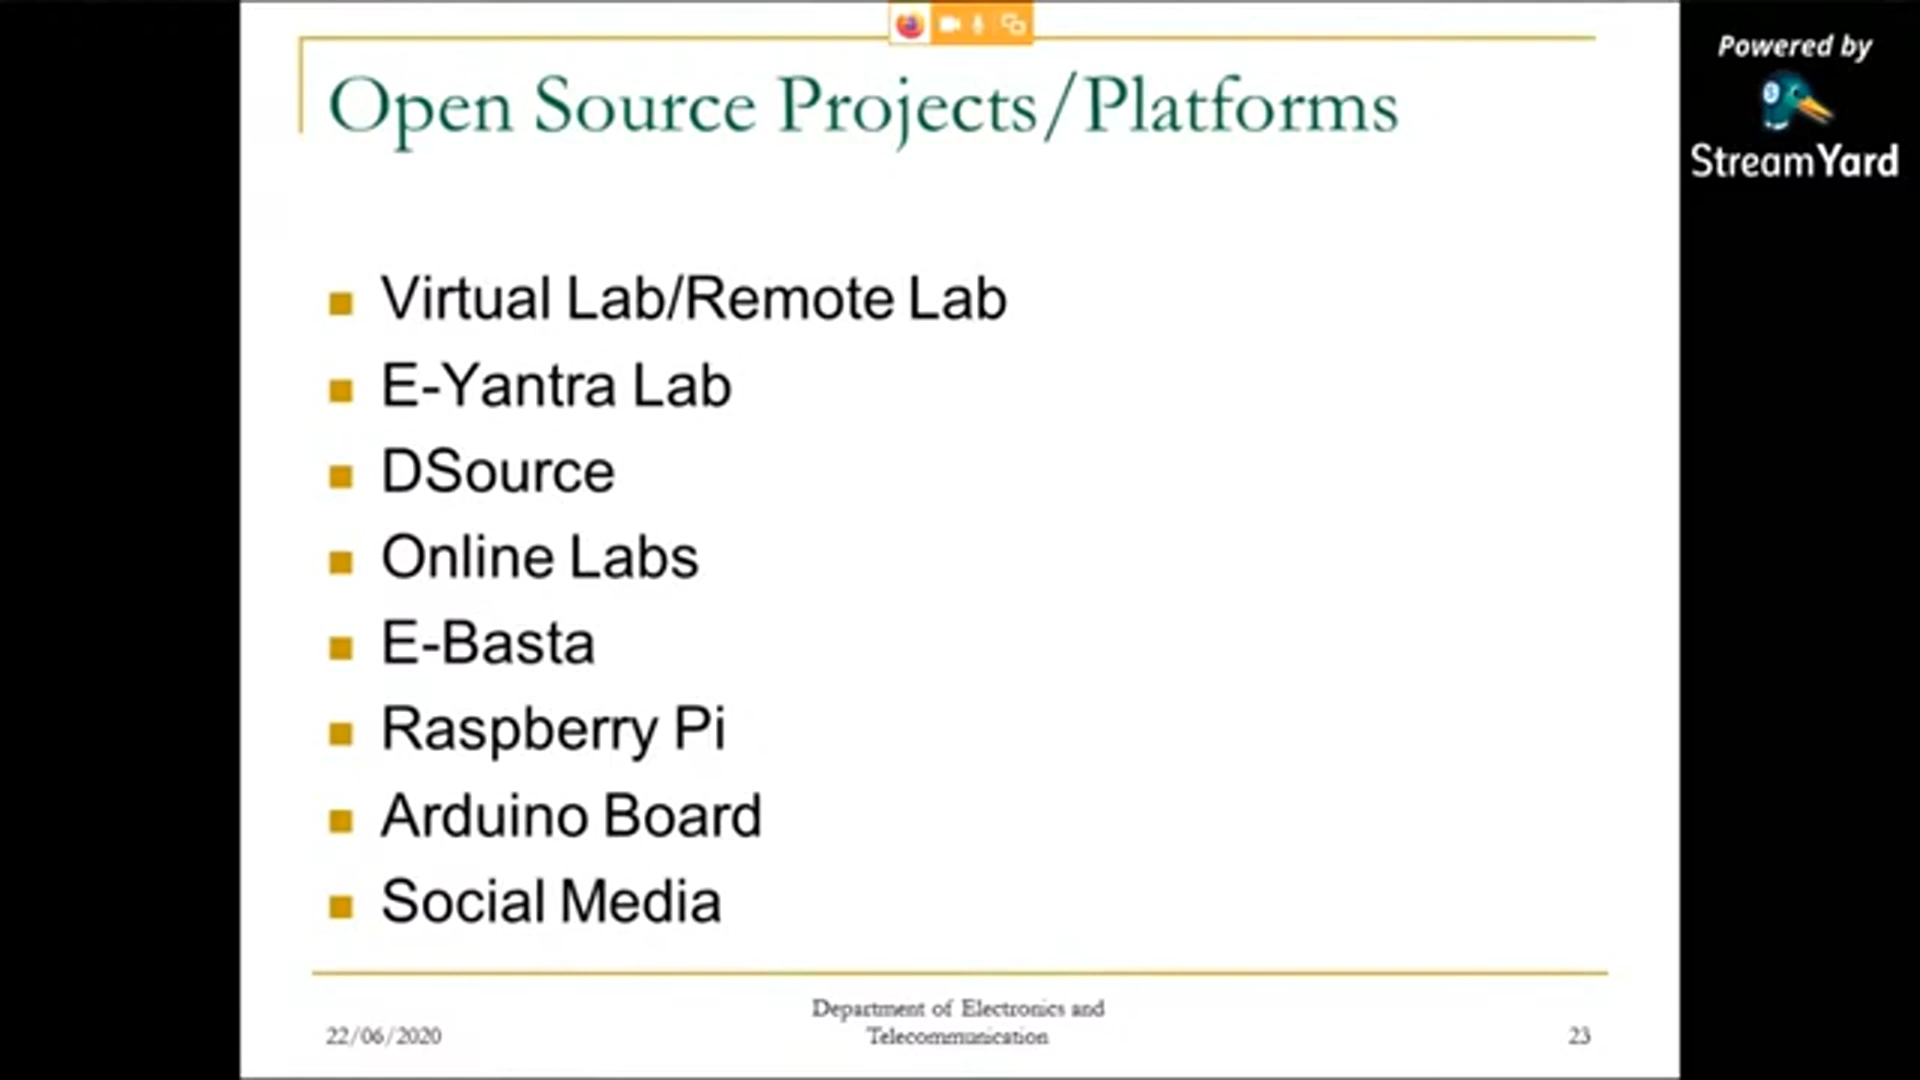 Powered by
StreamYard
Open Source Projects/Platforms
Virtual Lab/Remote Lab
E-Yantra Lab
DSource
Online Labs
E-Basta
Raspberry Pi
Arduino Board
Social Media
22/06/2020
Department of Electronics and
Telecommunication
23